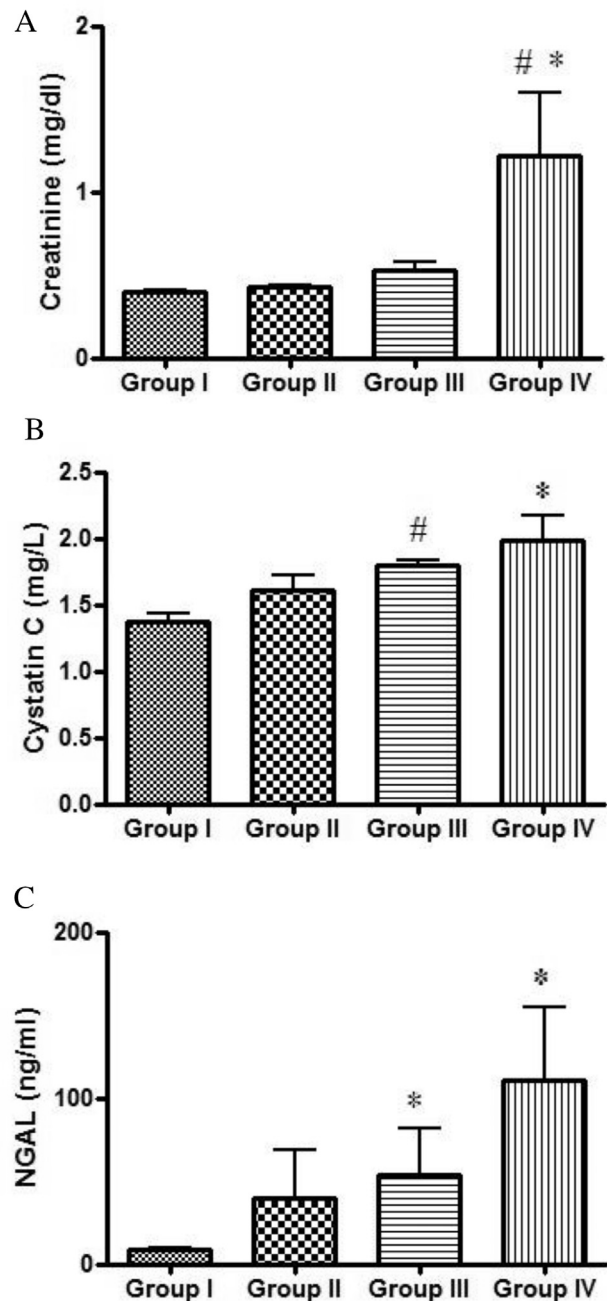 A
Creatinine (mg/dl)
2
1
0
# *
Group I
Group II
Group III
Group IV
B
Cystatin C (mg/L)
2.5
2.0
1.5
1.0
0.5
0.0
#
*
Group I
Group II
Group III
Group IV
C
NGAL (ng/ml)
200
100
0
*
*
Group I
Group II
Group III
Group IV